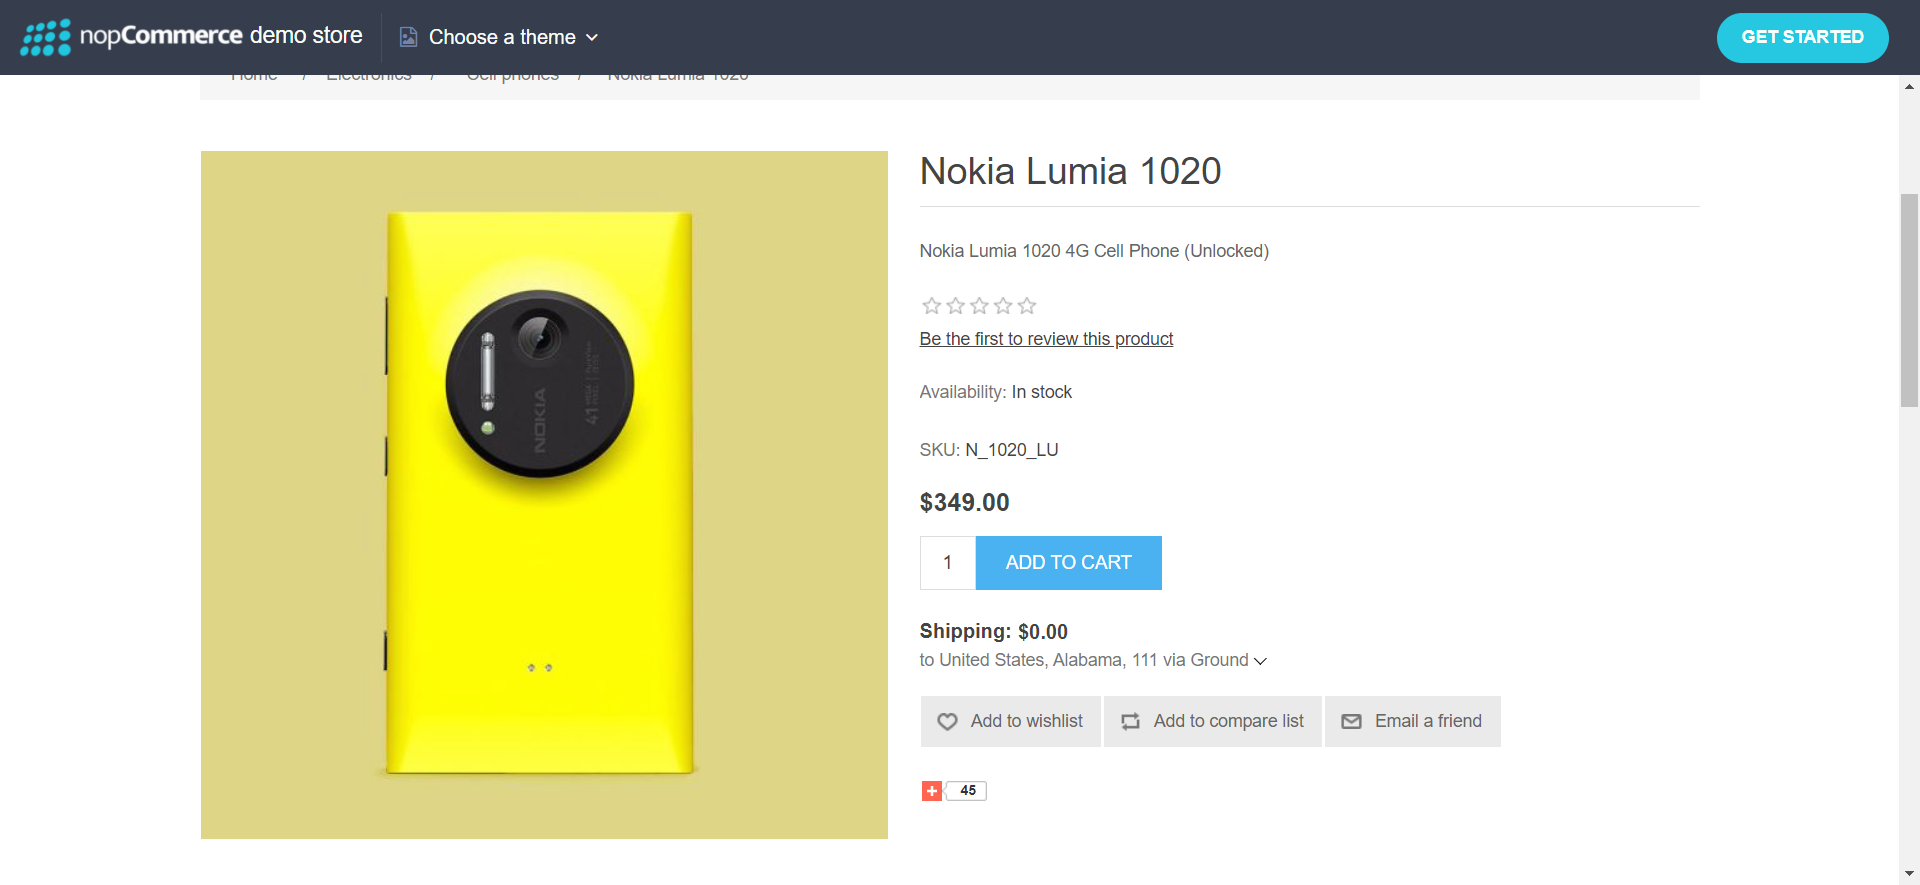 nopCommerce demo store
Choose a theme
GET STARTED
Home / Electronics / Cell phones / Nokia Lumia 1020
NOKIA
41
Nokia Lumia 1020
Nokia Lumia 1020 4G Cell Phone (Unlocked)
Be the first to review this product
Availability: In stock
SKU: N_1020_LU
$349.00
1
ADD TO CART
Shipping: $0.00
to United States, Alabama, 111 via Ground
Add to wishlist
Add to compare list
Email a friend
45